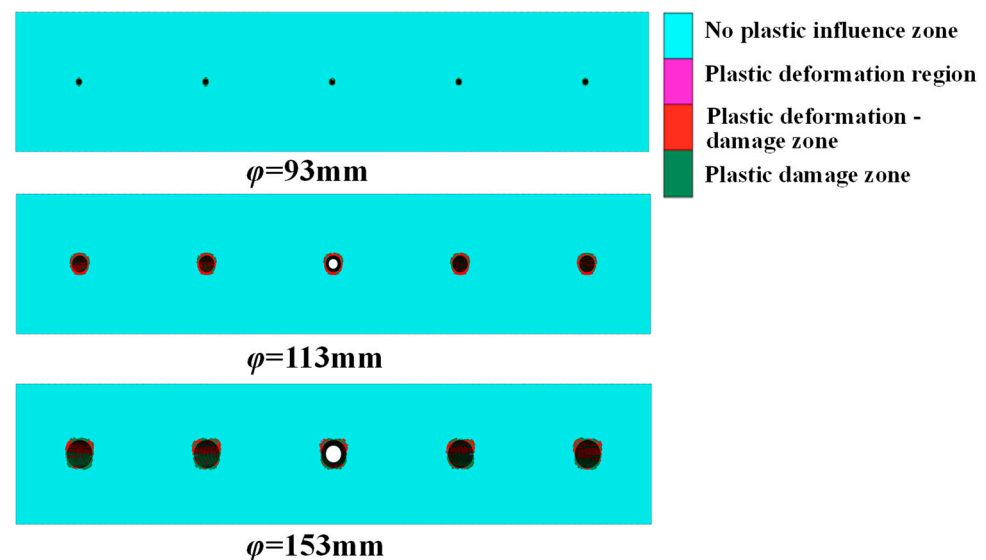 No plastic influence zone
Plastic deformation region
Plastic deformation -
damage zone
Plastic damage zone
φ=93mm
φ=113mm
φ=153mm